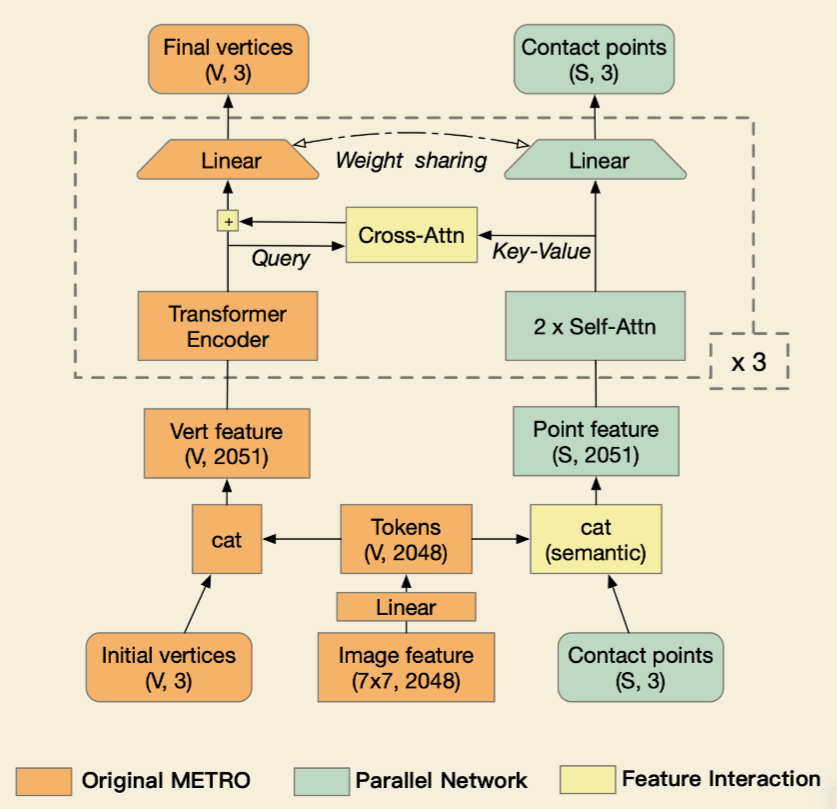 Final vertices
(V, 3)
Contact points
(S, 3)
Linear
Weight sharing
Linear
+
Cross-Attn
Query
Key-Value
Transformer
Encoder
2 x Self-Attn
x 3
Vert feature
(V, 2051)
Point feature
(S, 2051)
cat
Tokens
(V, 2048)
cat
(semantic)
Linear
Initial vertices
(V, 3)
Image feature
(7x7, 2048)
Contact points
(S, 3)
Original METRO
Parallel Network
Feature Interaction